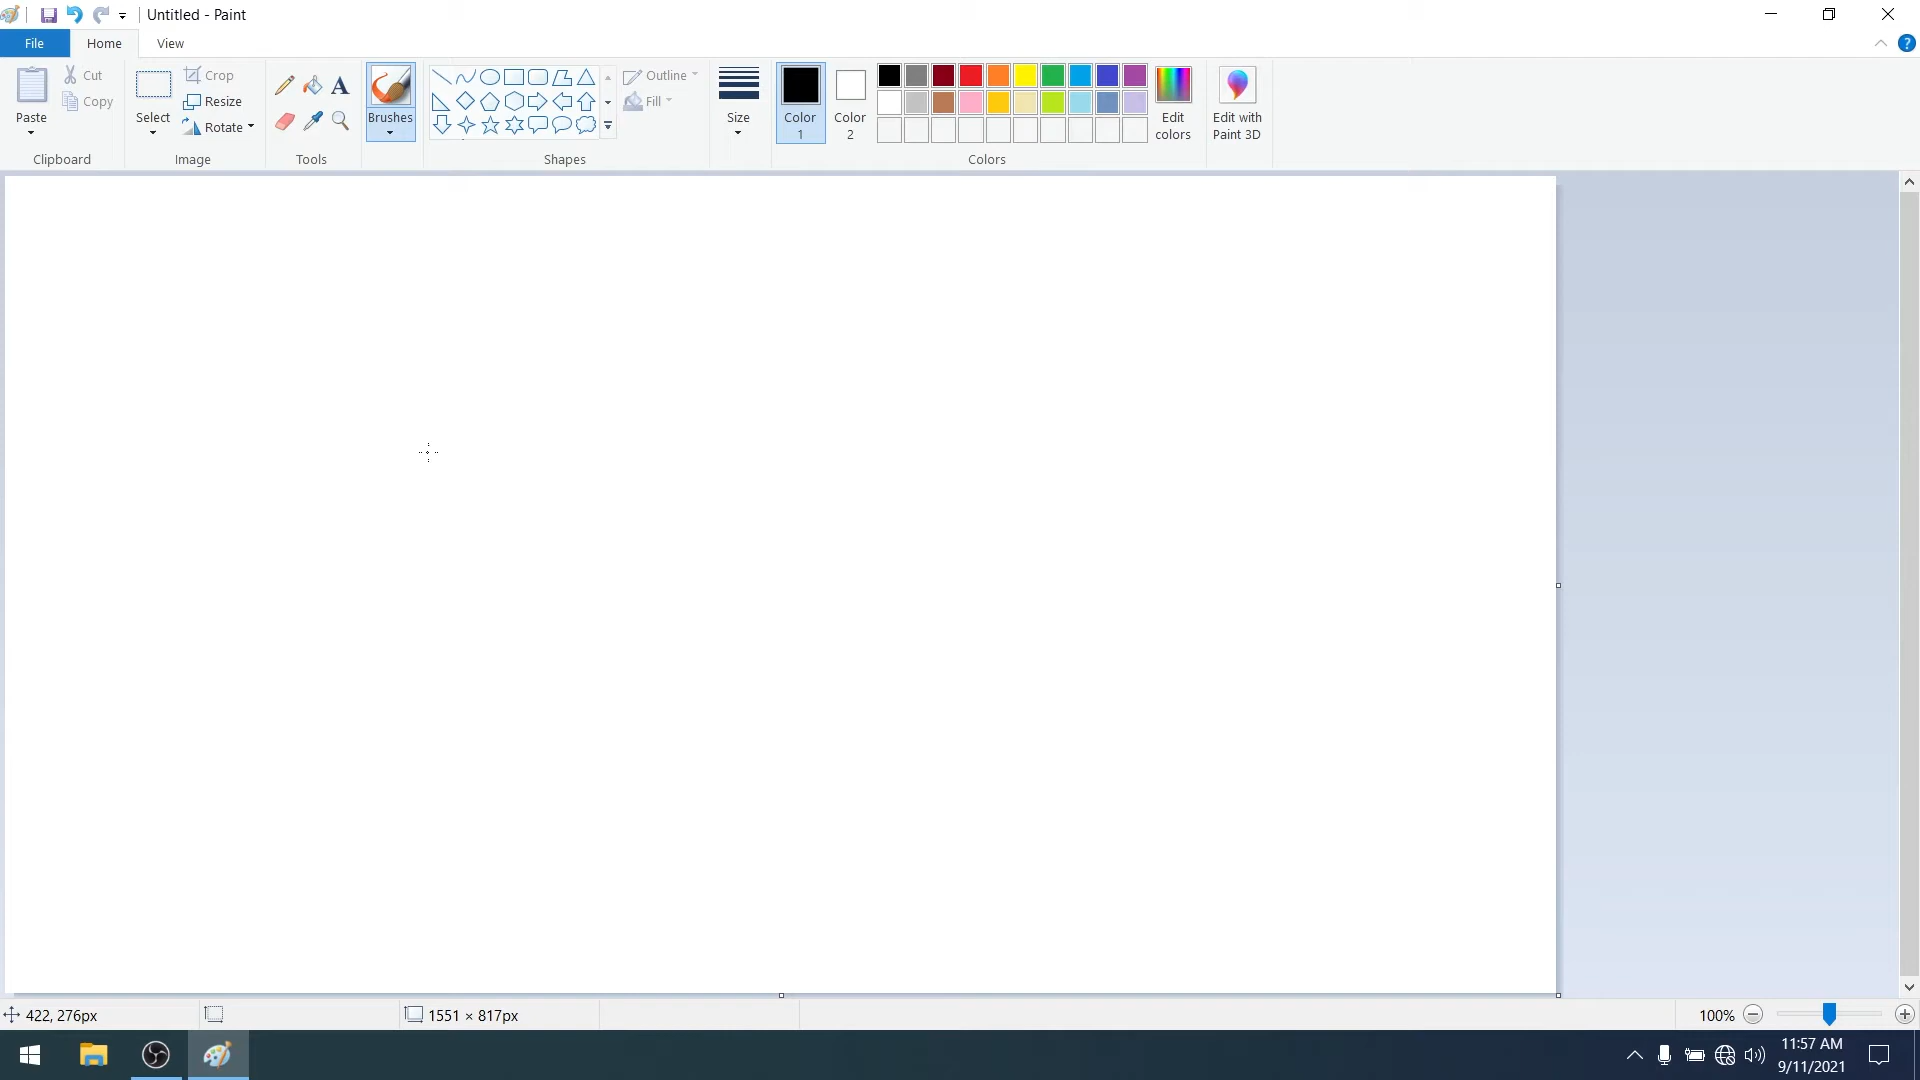 Untitled - Paint
File
Home
View
?
Paste
Cut
Copy
Clipboard
Select
Crop
Resize
Rotate
Image
A
Tools
Brushes
Outline
Fill
Shapes
Size
Color
1
Color
2
Edit
colors
Colors
Edit with
Paint 3D
422, 276px
1551 × 817px
100%
11:57 AM
9/11/2021